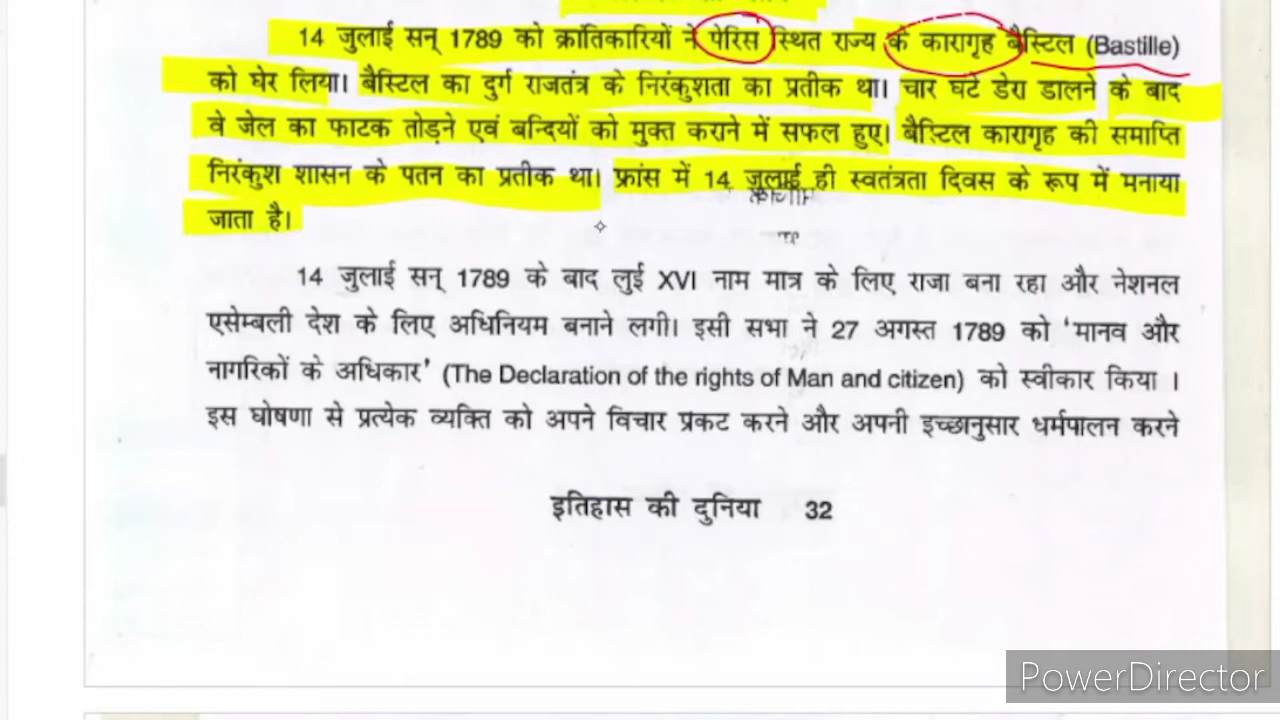 14 जुलाई सन् 1789 को क्रांतिकारियों ने पेरिस स्थित राज्य के कारागृह बैस्टिल (Bastille)
को घेर लिया। बैस्टिल का दुर्ग राजतंत्र के निरंकुशता का प्रतीक था। चार घंटे डेरा डालने के बाद
वे जेल का फाटक तोड़ने एवं बन्दियों को मुक्त कराने में सफल हुए। बैस्टिल कारागृह की समाप्ति
निरंकुश शासन के पतन का प्रतीक था। फ्रांस में 14 जुलाई ही स्वतंत्रता दिवस के रूप में मनाया
जाता है।
14 जुलाई सन् 1789 के बाद लुई XVI नाम मात्र के लिए राजा बना रहा और नेशनल
एसेम्बली देश के लिए अधिनियम बनाने लगी। इसी सभा ने 27 अगस्त 1789 को 'मानव और
नागरिकों के अधिकार' (The Declaration of the rights of Man and citizen) को स्वीकार किया ।
इस घोषणा से प्रत्येक व्यक्ति को अपने विचार प्रकट करने और अपनी इच्छानुसार धर्मपालन करने
इतिहास की दुनिया 32
PowerDirector